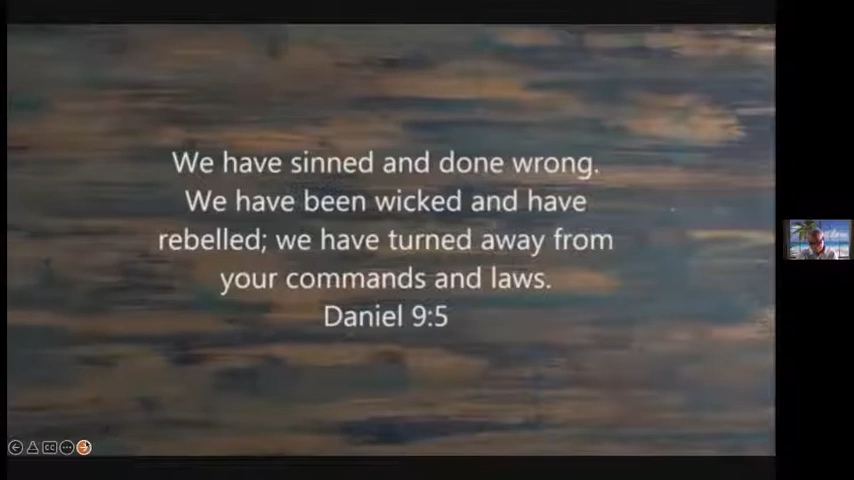 We have sinned and done wrong.
We have been wicked and have
rebelled; we have turned away from
your commands and laws.
Daniel 9:5
CC